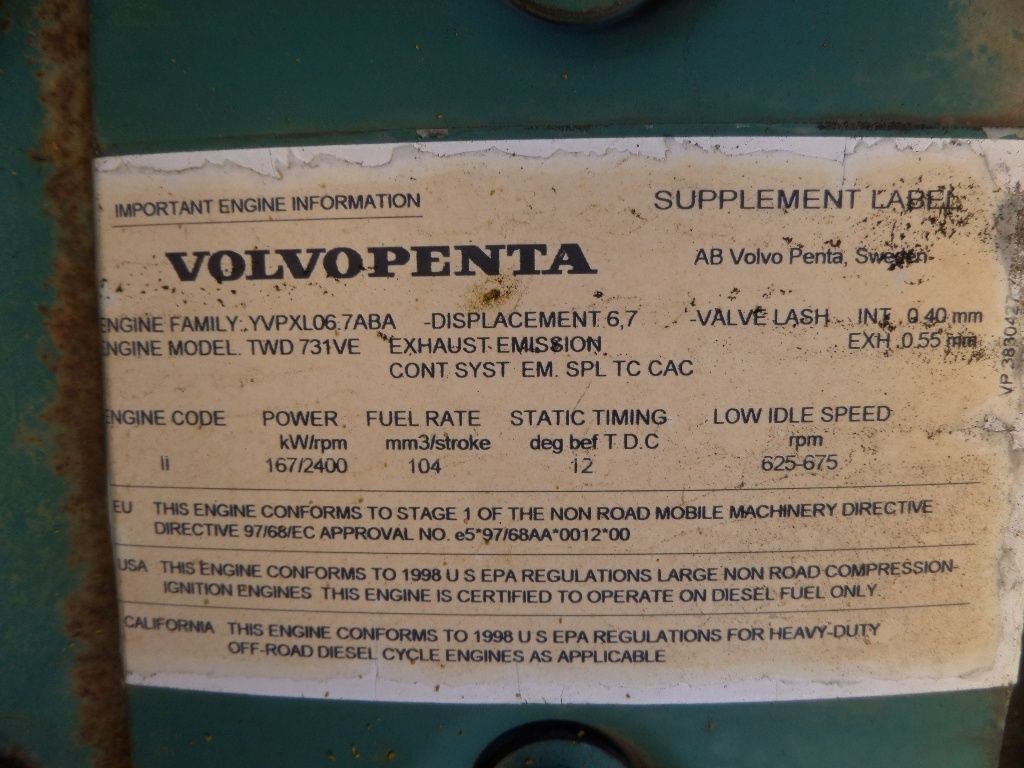 IMPORTANT ENGINE INFORMATION
SUPPLEMENT LABEL
VOLVO PENTA
AB Volvo Penta, Sweden
ENGINE FAMILY: YVPXL06.7ABA -DISPLACEMENT 6,7 -VALVE LASH INT. 0.40 mm
ENGINE MODEL. TWD 731VE EXHAUST EMISSION EXH .0.55 mm
CONT SYST EM. SPL TC CAC
ENGINE CODE POWER FUEL RATE STATIC TIMING LOW IDLE SPEED
kW/rpm mm3/stroke deg bef T D.C rpm
ii 167/2400 104 12 625-675
EU THIS ENGINE CONFORMS TO STAGE 1 OF THE NON ROAD MOBILE MACHINERY DIRECTIVE
DIRECTIVE 97/68/EC APPROVAL NO. e5*97/68AA*0012*00
USA THIS ENGINE CONFORMS TO 1998 U S EPA REGULATIONS LARGE NON ROAD COMPRESSION-
IGNITION ENGINES THIS ENGINE IS CERTIFIED TO OPERATE ON DIESEL FUEL ONLY
CALIFORNIA THIS ENGINE CONFORMS TO 1998 U S EPA REGULATIONS FOR HEAVY-DUTY
OFF-ROAD DIESEL CYCLE ENGINES AS APPLICABLE
VP 3830427